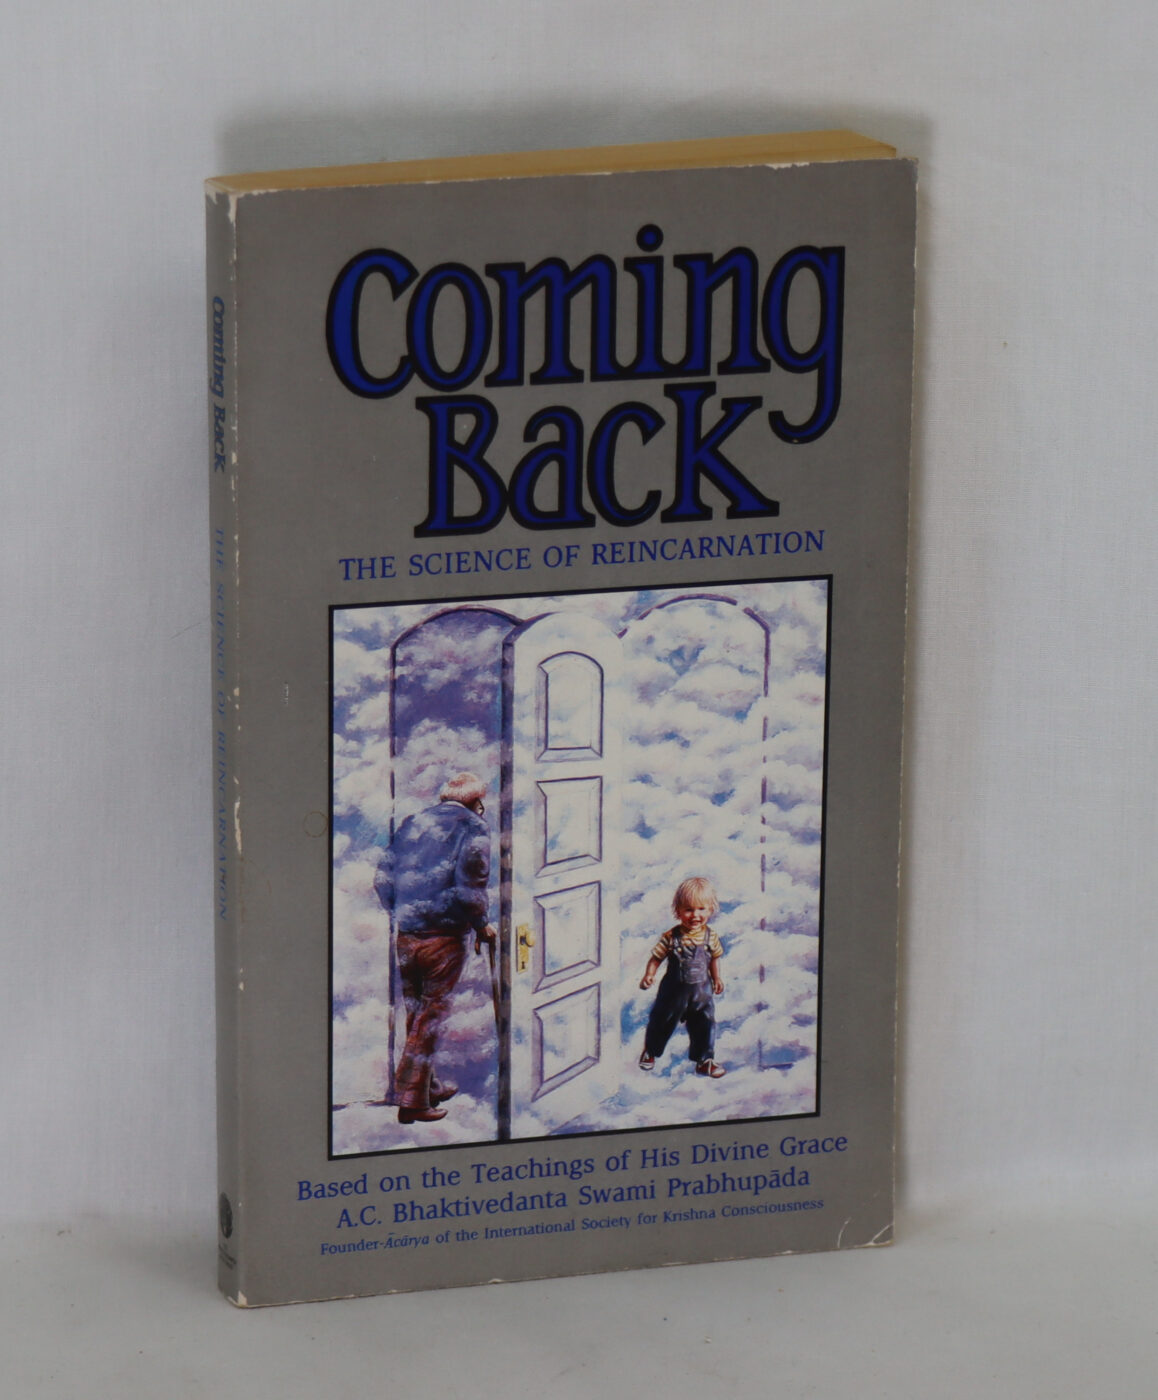 Coming
Back
THE SCIENCE OF REINCARNATION
Based on the Teachings of His Divine Grace
A.C. Bhaktivedanta Swami Prabhupāda
Founder-Ācārya of the International Society for Krishna Consciousness
Coming Back THE SCIENCE OF REINCARNATION